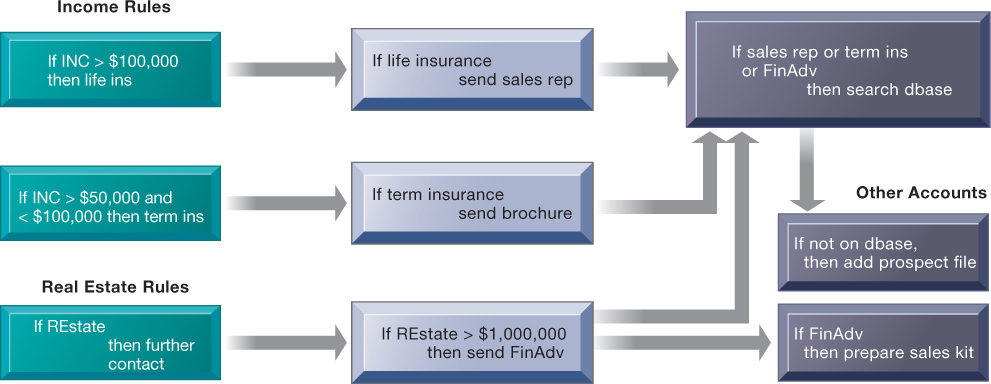 Income Rules
If INC > $100,000
then life ins
If life insurance
send sales rep
If sales rep or term ins
or FinAdv
then search dbase
If INC > $50,000 and
< $100,000 then term ins
If term insurance
send brochure
Other Accounts
If not on dbase,
then add prospect file
Real Estate Rules
If REstate
then further
contact
If REstate > $1,000,000
then send FinAdv
If FinAdv
then prepare sales kit